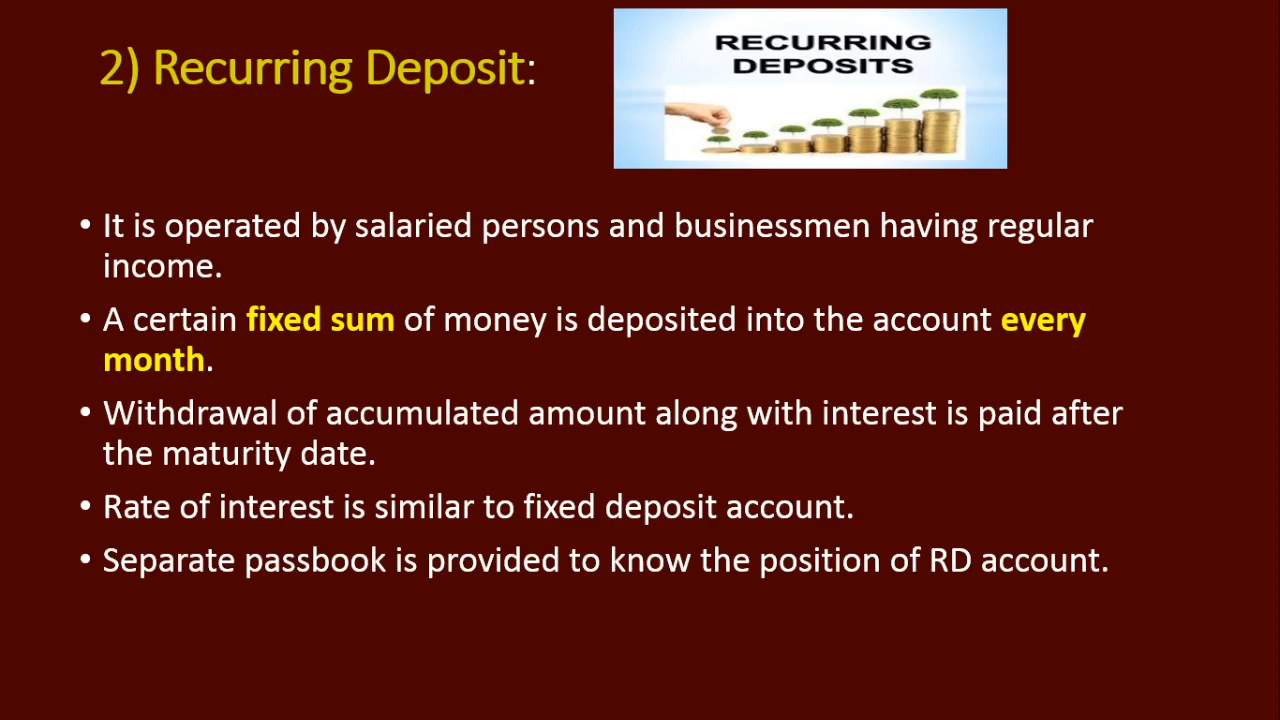 2) Recurring Deposit:
RECURRING
DEPOSITS
• It is operated by salaried persons and businessmen having regular
income.
• A certain fixed sum of money is deposited into the account every
month.
• Withdrawal of accumulated amount along with interest is paid after
the maturity date.
• Rate of interest is similar to fixed deposit account.
• Separate passbook is provided to know the position of RD account.